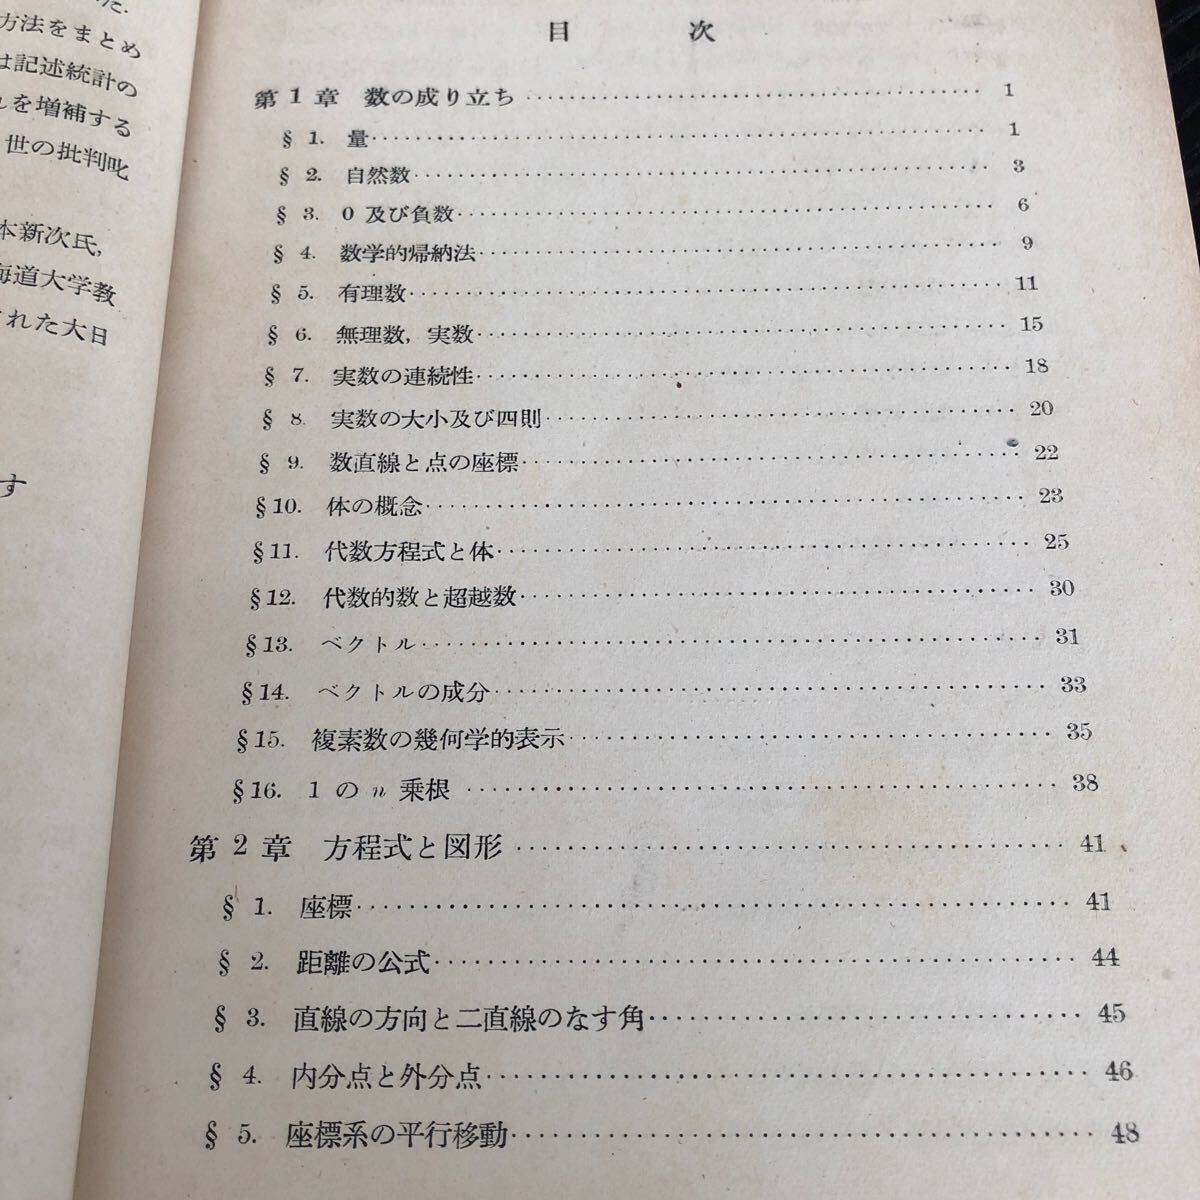 た.
方法をまとめ
は記述統計の
れを増補する
世の批判叱
本新次氏,
海道大学教
れた大日
す
目 次
第1章 数の成り立ち 1
§ 1. 量 1
§ 2. 自然数 3
§ 3. 0 及び負数 6
§ 4. 数学的帰納法 9
§ 5. 有理数 11
§ 6. 無理数, 実数 15
§ 7. 実数の連続性 18
§ 8. 実数の大小及び四則 20
§ 9. 数直線と点の座標 22
§10. 体の概念 23
§11. 代数方程式と体 25
§12. 代数的数と超越数 30
§13. ベクトル 31
§14. ベクトルの成分 33
§15. 複素数の幾何学的表示 35
§16. 1 の n 乗根 38
第2章 方程式と図形 41
§ 1. 座標 41
§ 2. 距離の公式 44
§ 3. 直線の方向と二直線のなす角 45
§ 4. 内分点と外分点 46
§ 5. 座標系の平行移動 48